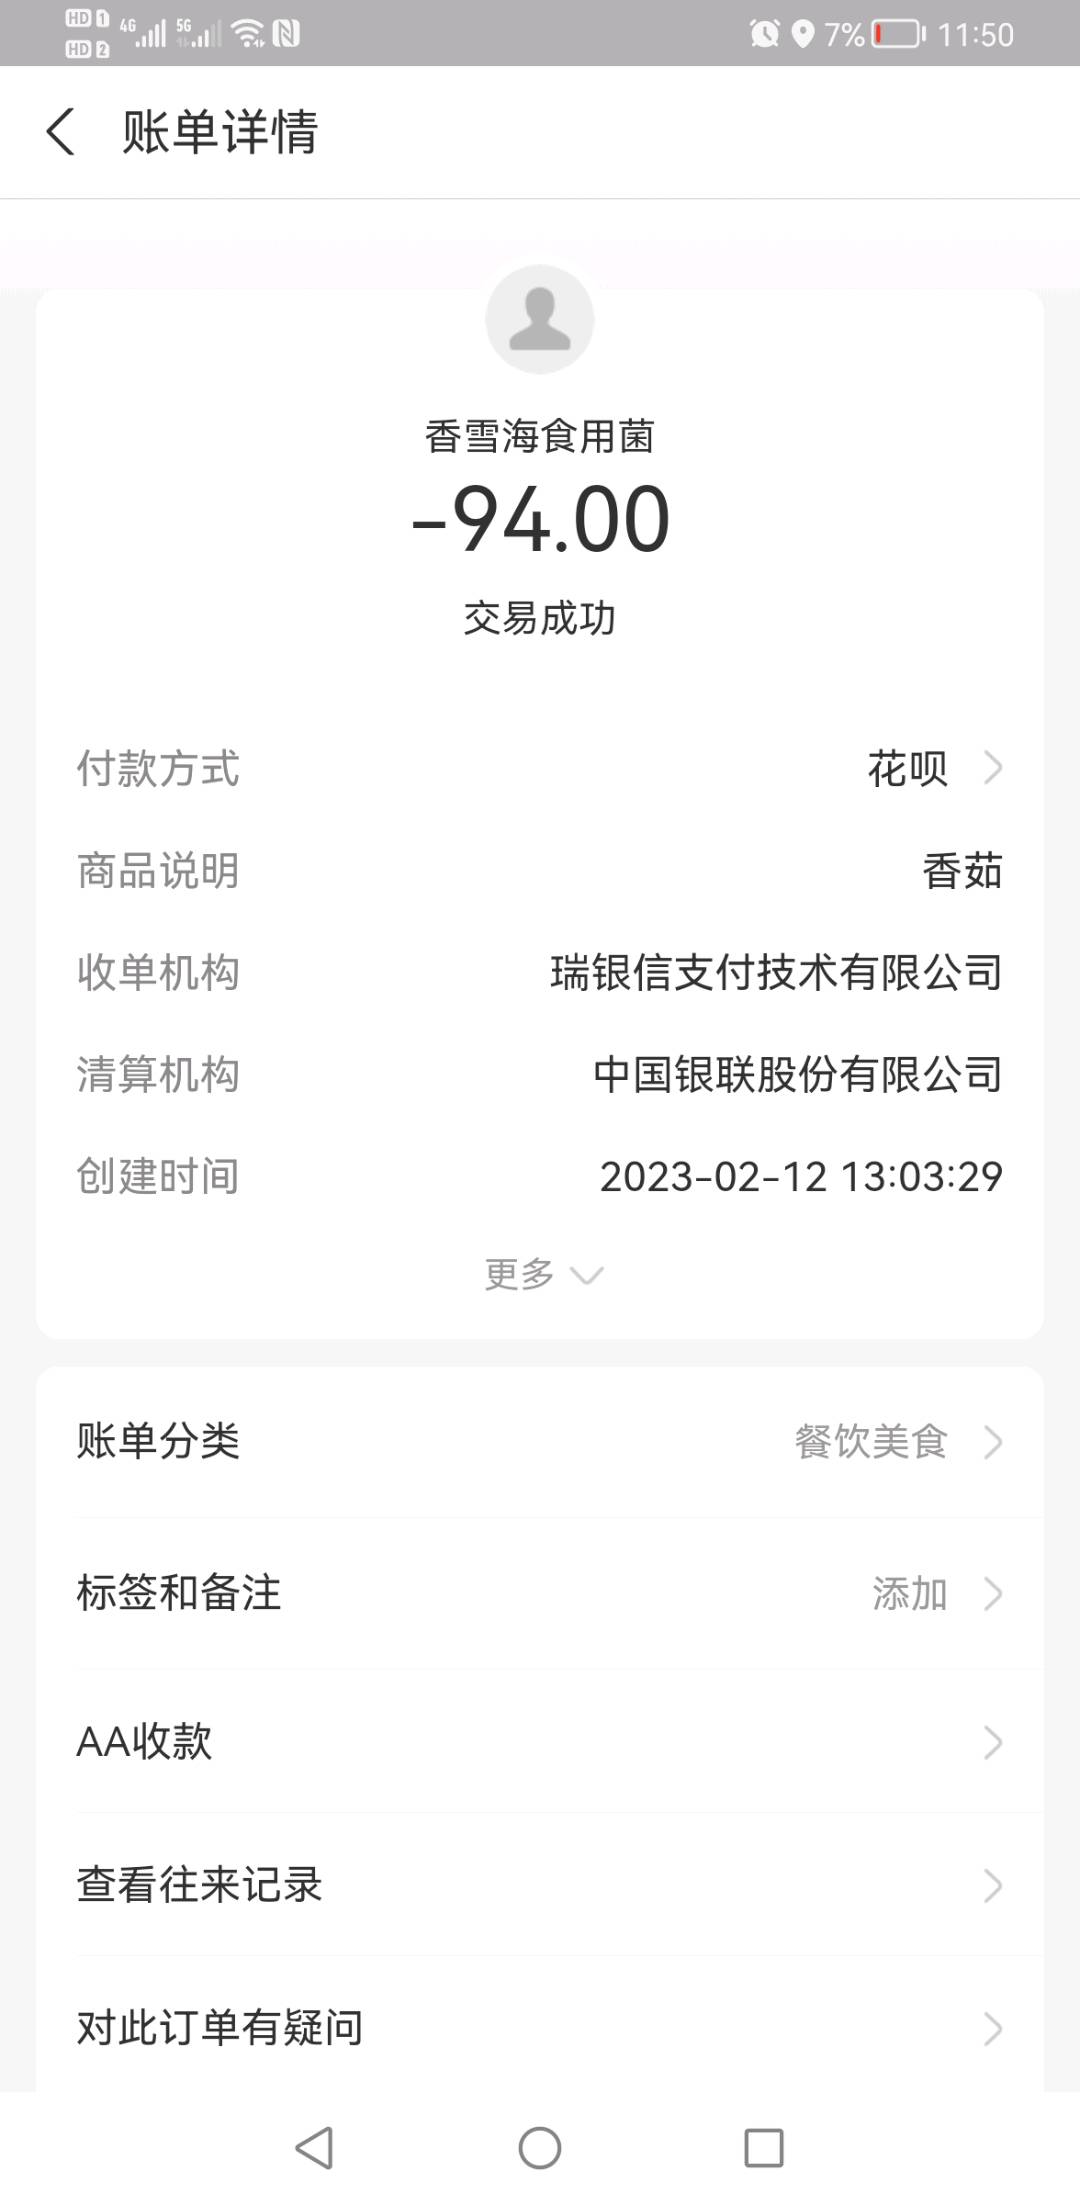 HD 1 4G 5G 7% 11:50
HD 2
账单详情
香雪海食用菌
-94.00
交易成功
付款方式 花呗
商品说明 香茹
收单机构 瑞银信支付技术有限公司
清算机构 中国银联股份有限公司
创建时间 2023-02-12 13:03:29
更多
账单分类 餐饮美食
标签和备注 添加
AA收款
查看往来记录
对此订单有疑问